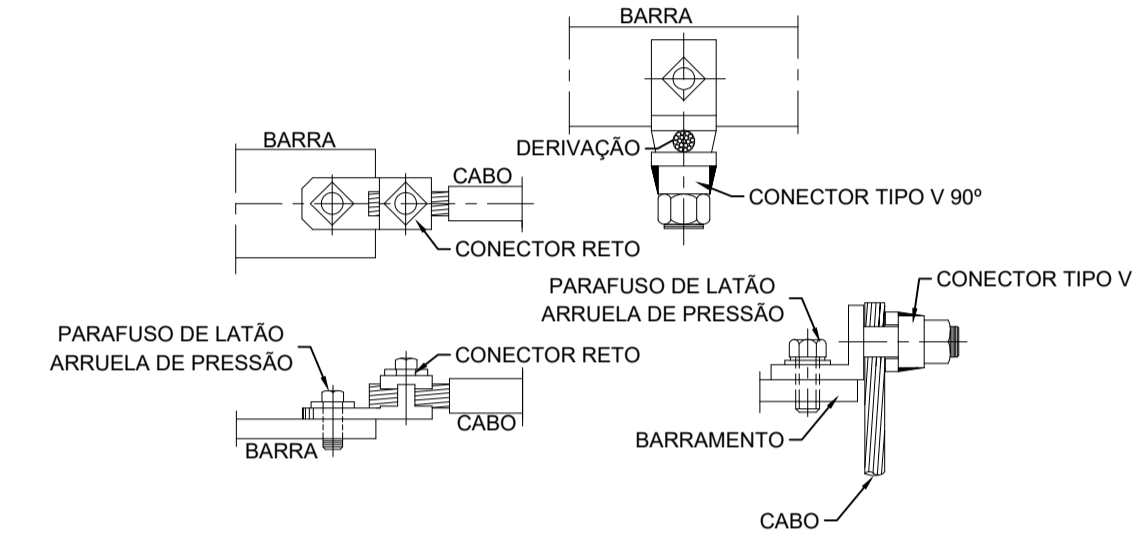 BARRA
BARRA
DERIVAÇÃO
CABO
CONECTOR TIPO V 90º
CONECTOR RETO
PARAFUSO DE LATÃO
ARRUELA DE PRESSÃO
CONECTOR TIPO V
PARAFUSO DE LATÃO
ARRUELA DE PRESSÃO
CONECTOR RETO
CABO
BARRA
BARRAMENTO
CABO